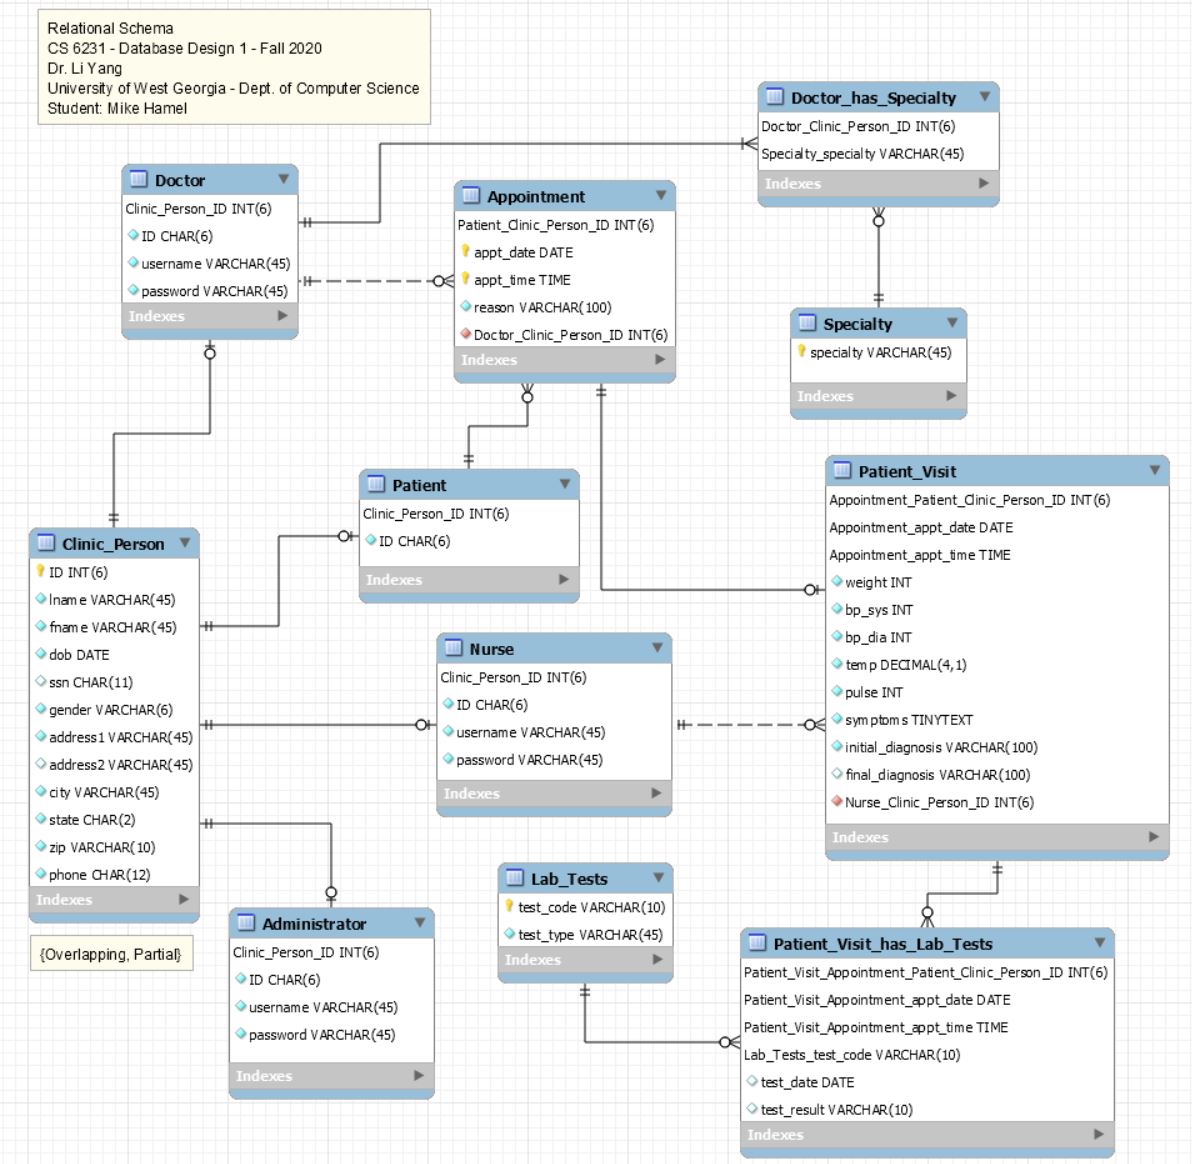 Relational Schema
CS 6231 - Database Design 1 - Fall 2020
Dr. Li Yang
University of West Georgia - Dept. of Computer Science
Student: Mike Hamel
Doctor_has_Specialty
Doctor_Clinic_Person_ID INT(6)
Specialty_specialty VARCHAR(45)
Indexes
Doctor
Clinic_Person_ID INT(6)
ID CHAR(6)
username VARCHAR(45)
password VARCHAR(45)
Indexes
Appointment
Patient_Clinic_Person_ID INT(6)
appt_date DATE
appt_time TIME
reason VARCHAR(100)
Doctor_Clinic_Person_ID INT(6)
Indexes
Specialty
specialty VARCHAR(45)
Indexes
Patient
Clinic_Person_ID INT(6)
ID CHAR(6)
Indexes
Patient_Visit
Appointment_Patient_Clinic_Person_ID INT(6)
Appointment_appt_date DATE
Appointment_appt_time TIME
weight INT
bp_sys INT
bp_dia INT
temp DECIMAL(4,1)
pulse INT
symptoms TINYTEXT
initial_diagnosis VARCHAR(100)
final_diagnosis VARCHAR(100)
Nurse_Clinic_Person_ID INT(6)
Indexes
Clinic_Person
ID INT(6)
lname VARCHAR(45)
fname VARCHAR(45)
dob DATE
ssn CHAR(11)
gender VARCHAR(6)
address1 VARCHAR(45)
address2 VARCHAR(45)
city VARCHAR(45)
state CHAR(2)
zip VARCHAR(10)
phone CHAR(12)
Indexes
{Overlapping, Partial}
Nurse
Clinic_Person_ID INT(6)
ID CHAR(6)
username VARCHAR(45)
password VARCHAR(45)
Indexes
Lab_Tests
test_code VARCHAR(10)
test_type VARCHAR(45)
Indexes
Administrator
Clinic_Person_ID INT(6)
ID CHAR(6)
username VARCHAR(45)
password VARCHAR(45)
Indexes
Patient_Visit_has_Lab_Tests
Patient_Visit_Appointment_Patient_Clinic_Person_ID INT(6)
Patient_Visit_Appointment_appt_date DATE
Patient_Visit_Appointment_appt_time TIME
Lab_Tests_test_code VARCHAR(10)
test_date DATE
test_result VARCHAR(10)
Indexes